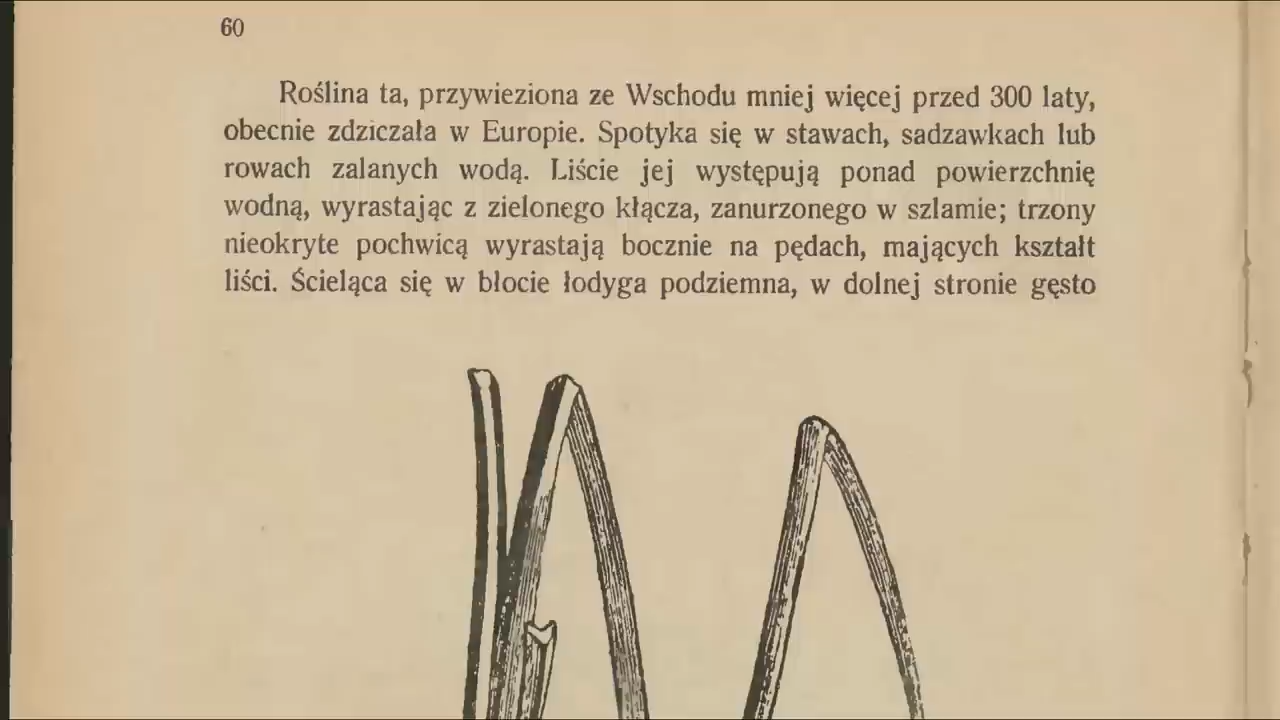 60
Roślina ta, przywieziona ze Wschodu mniej więcej przed 300 laty,
obecnie zdziczała w Europie. Spotyka się w stawach, sadzawkach lub
rowach zalanych wodą. Liście jej występują ponad powierzchnię
wodną, wyrastając z zielonego kłącza, zanurzonego w szlamie; trzony
nieokryte pochwicą wyrastają bocznie na pędach, mających kształt
liści. Ścieląca się w błocie łodyga podziemna, w dolnej stronie gęsto